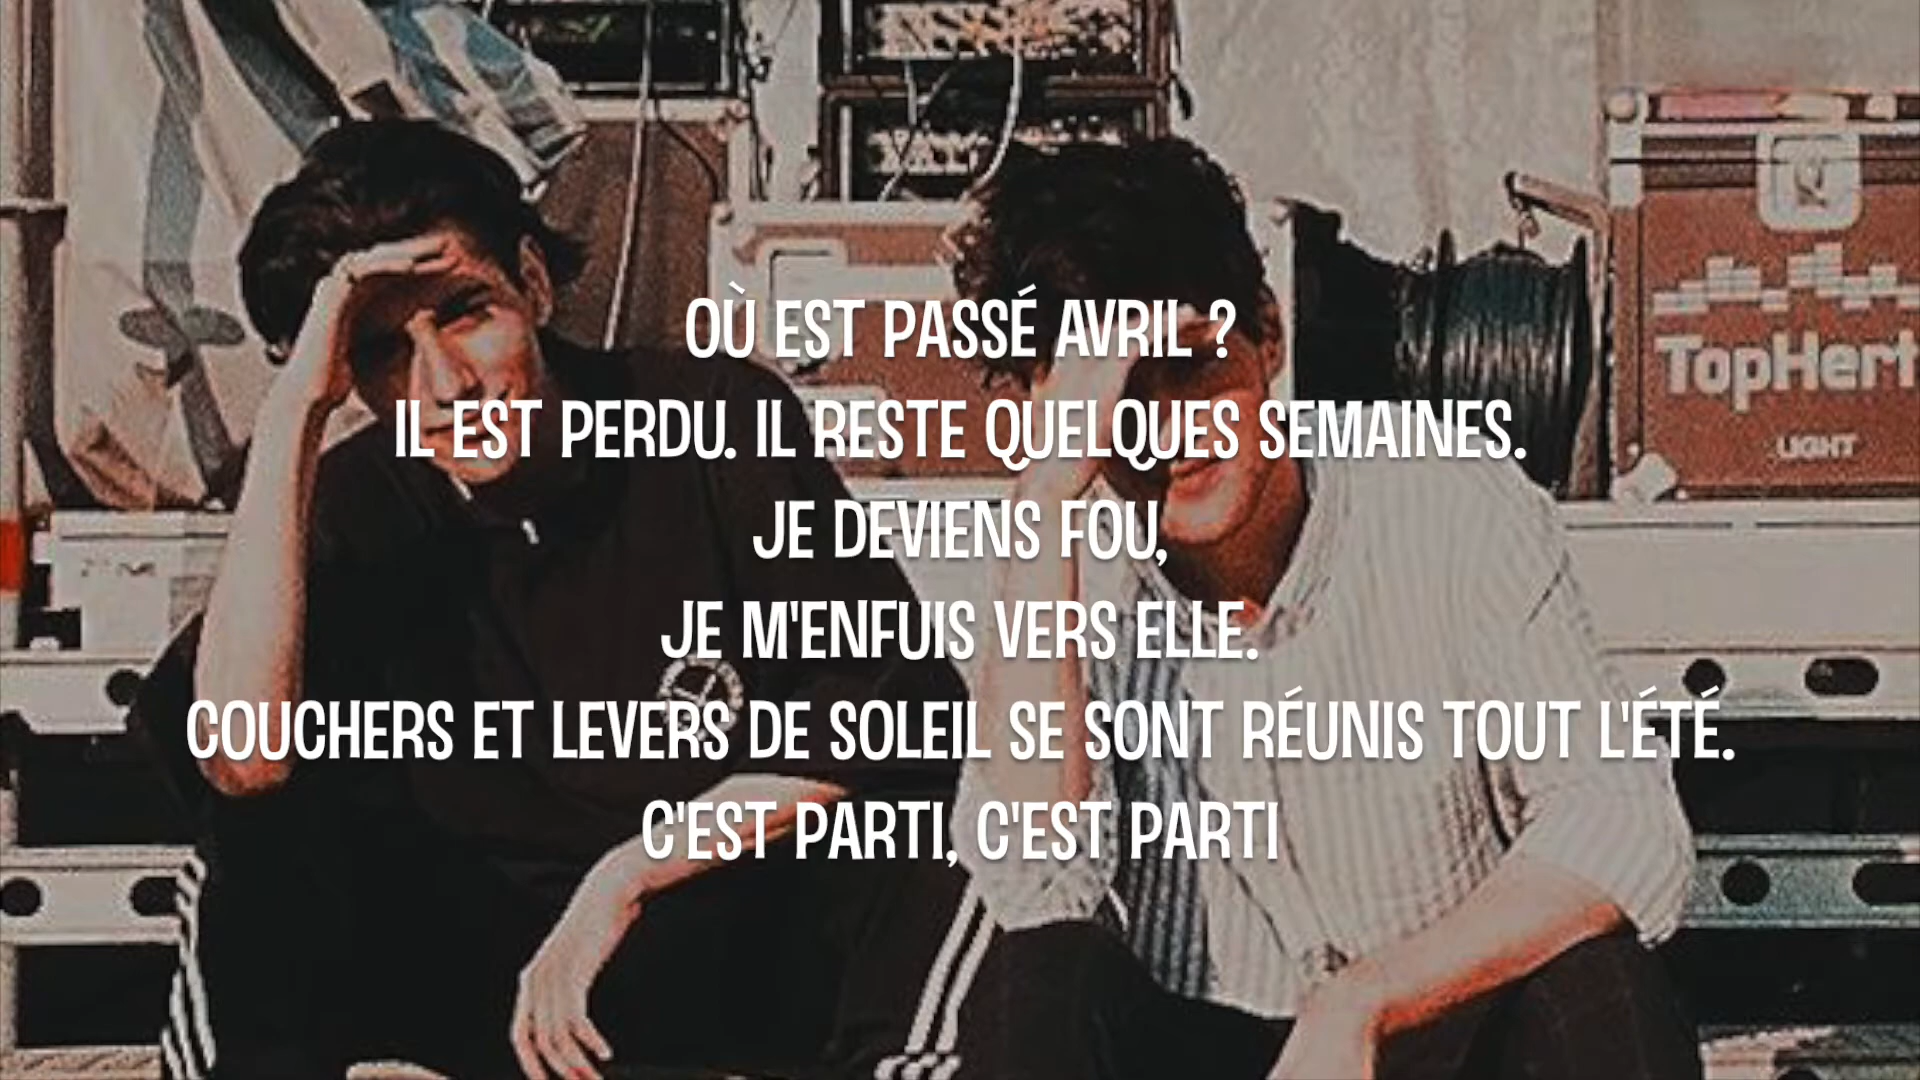 OÙ EST PASSÉ AVRIL ?
IL EST PERDU. IL RESTE QUELQUES SEMAINES.
JE DEVIENS FOU,
JE M'ENFUIS VERS ELLE.
COUCHERS ET LEVERS DE SOLEIL SE SONT RÉUNIS TOUT L'ÉTÉ.
C'EST PARTI, C'EST PARTI
TopHert
LIGHT